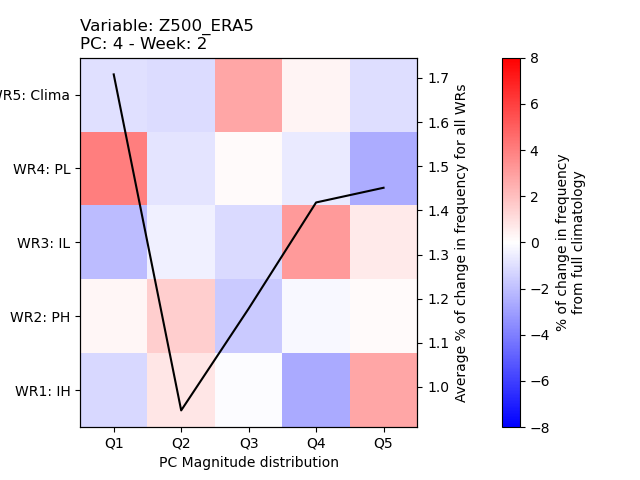 Variable: Z500_ERA5
PC: 4 - Week: 2
WR5: Clima
WR4: PL
WR3: IL
WR2: PH
WR1: IH
Q1 Q2 Q3 Q4 Q5
PC Magnitude distribution
1.7
1.6
1.5
1.4
1.3
1.2
1.1
1.0
Average % of change in frequency for all WRs
8
6
4
2
0
−2
−4
−6
−8
% of change in frequency
from full climatology